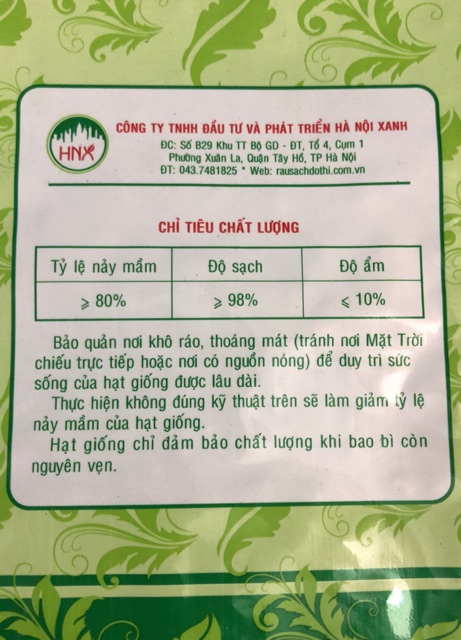 HNX
CÔNG TY TNHH ĐẦU TƯ VÀ PHÁT TRIỂN HÀ NỘI XANH
ĐC: Số B29 Khu TT Bộ GD - ĐT, Tổ 4, Cụm 1
Phường Xuân La, Quận Tây Hồ, TP Hà Nội
ĐT: 043.7481825 * Web: rausachdothi.com.vn
CHỈ TIÊU CHẤT LƯỢNG
Tỷ lệ nảy mầm Độ sạch Độ ẩm
⩾ 80% ⩾ 98% ⩽ 10%
Bảo quản nơi khô ráo, thoáng mát (tránh nơi Mặt Trời
chiếu trực tiếp hoặc nơi có nguồn nóng) để duy trì sức
sống của hạt giống được lâu dài.
Thực hiện không đúng kỹ thuật trên sẽ làm giảm tỷ lệ
nảy mầm của hạt giống.
Hạt giống chỉ đảm bảo chất lượng khi bao bì còn
nguyên vẹn.